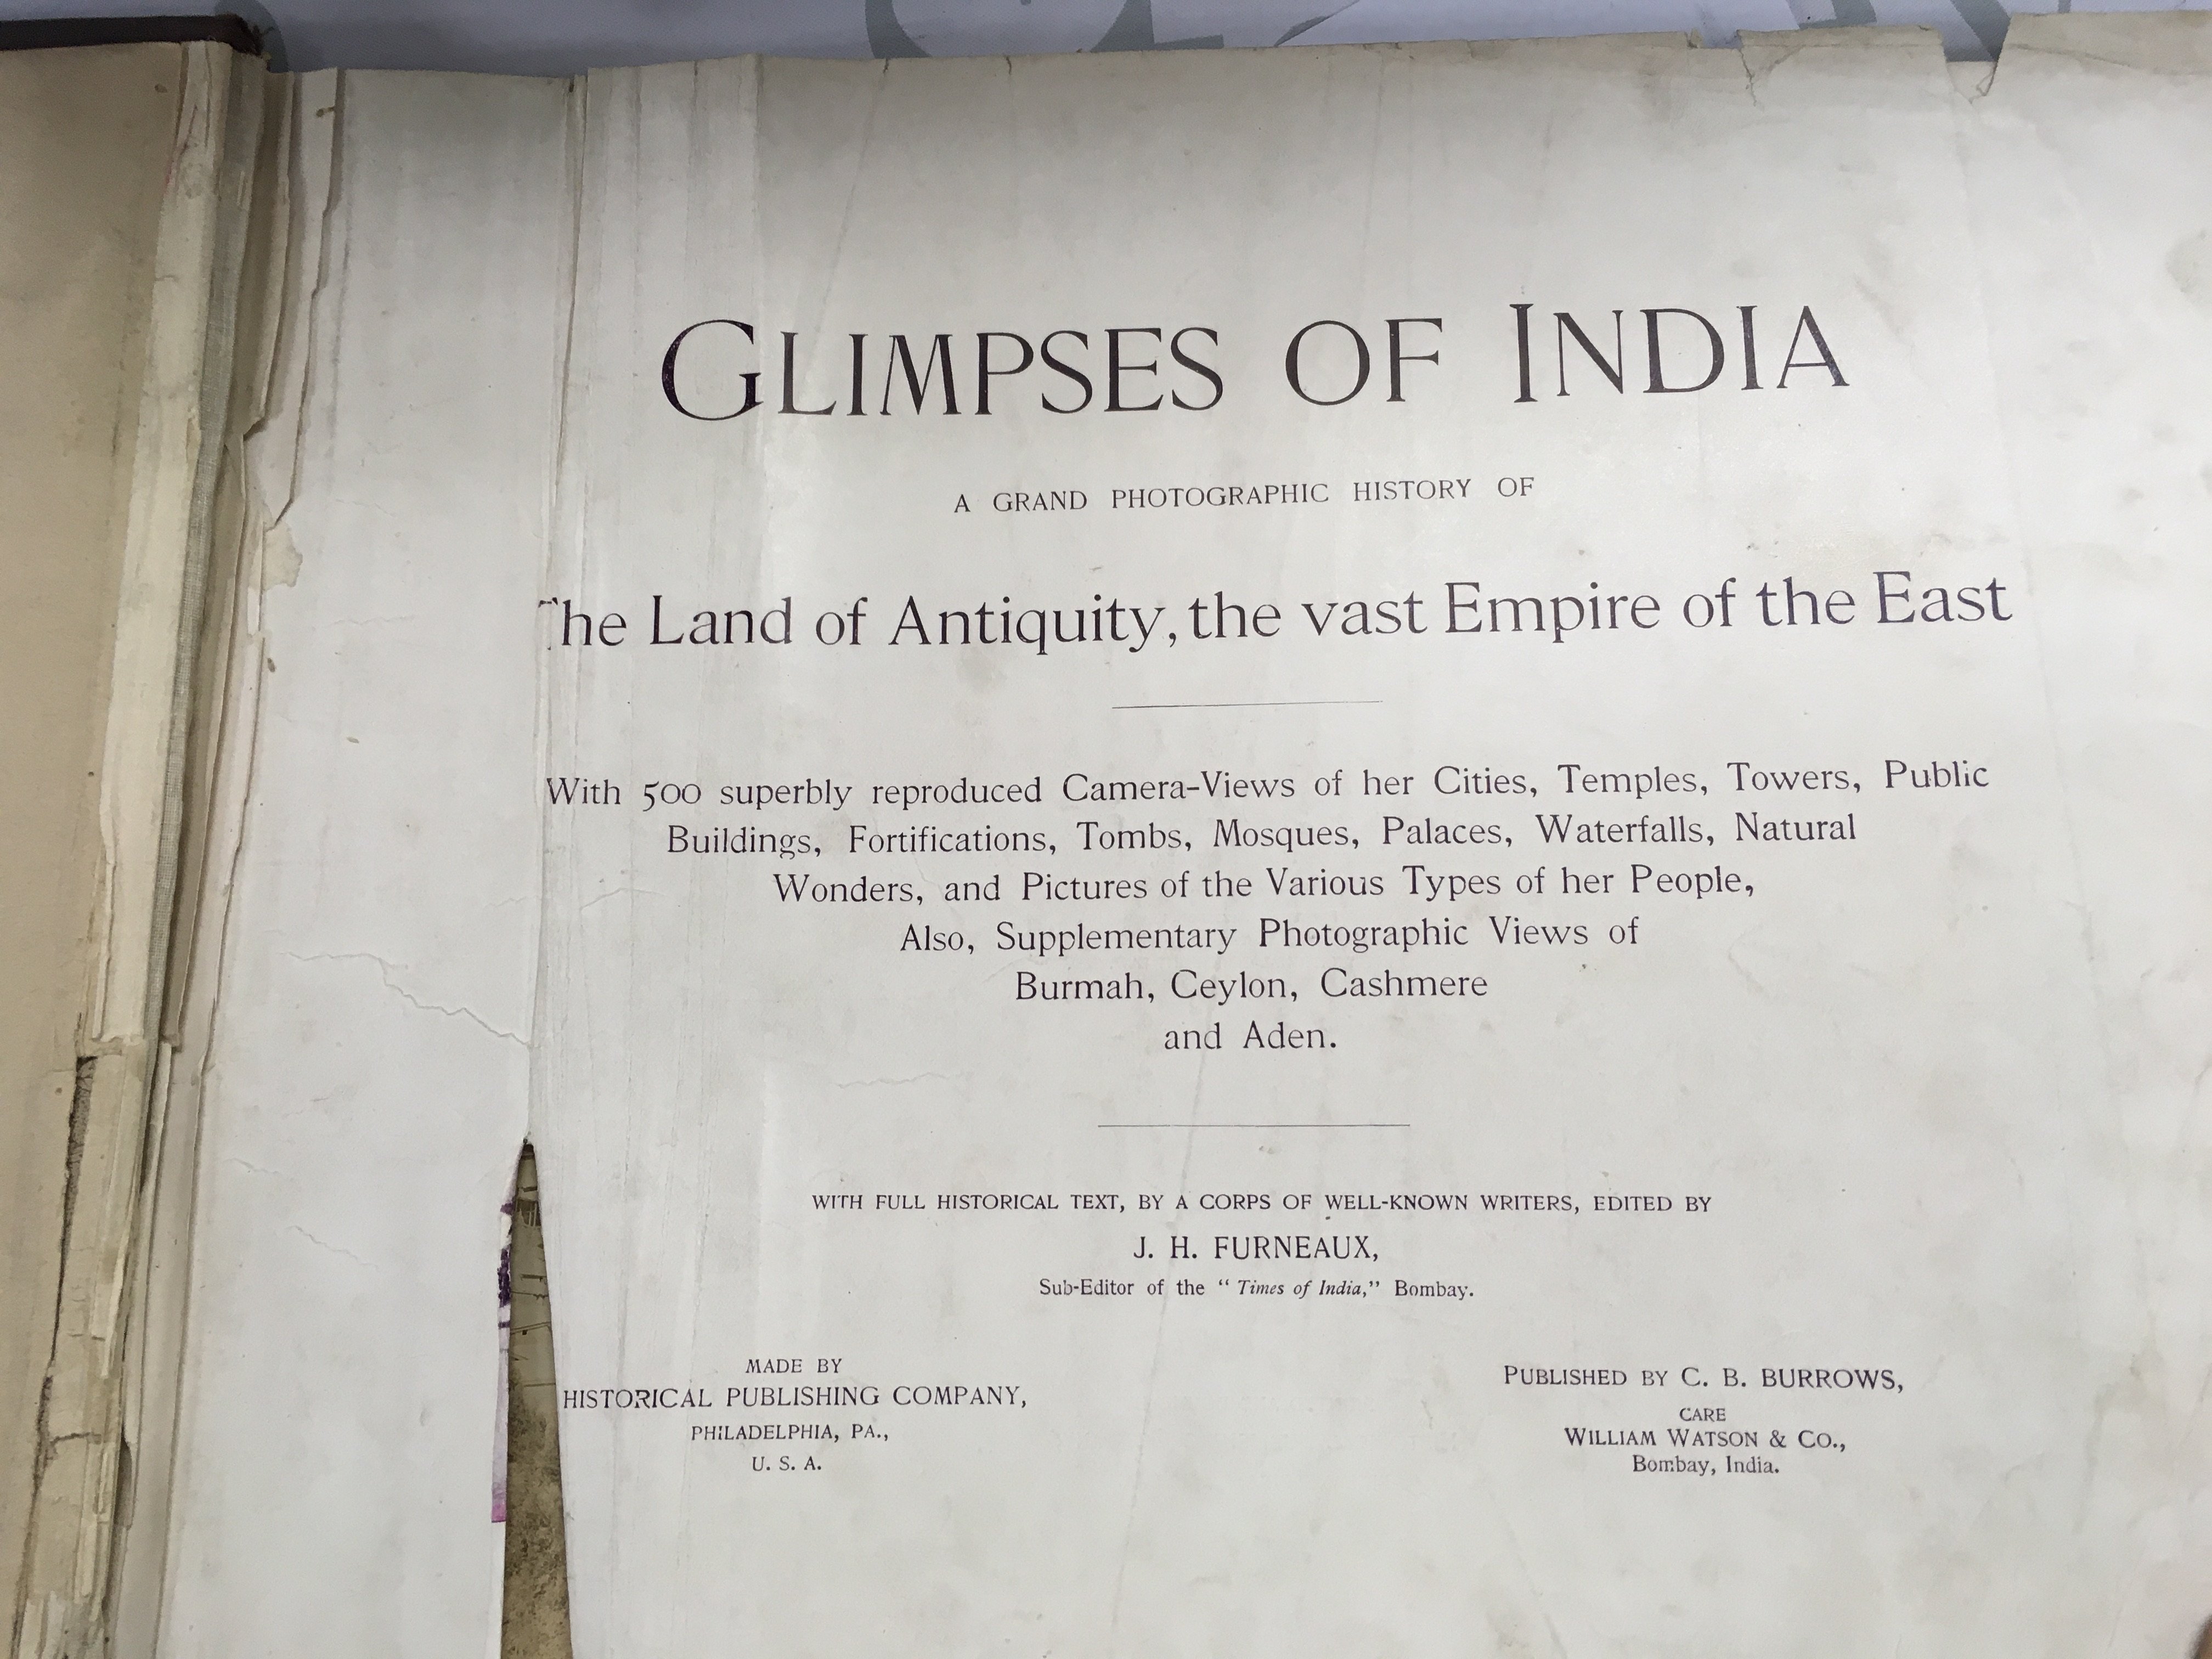 GLIMPSES OF INDIA
A GRAND PHOTOGRAPHIC HISTORY OF
The Land of Antiquity, the vast Empire of the East
With 500 superbly reproduced Camera-Views of her Cities, Temples, Towers, Public
Buildings, Fortifications, Tombs, Mosques, Palaces, Waterfalls, Natural
Wonders, and Pictures of the Various Types of her People,
Also, Supplementary Photographic Views of
Burmah, Ceylon, Cashmere
and Aden.
WITH FULL HISTORICAL TEXT, BY A CORPS OF WELL-KNOWN WRITERS, EDITED BY
J. H. FURNEAUX,
Sub-Editor of the "Times of India," Bombay.
MADE BY
HISTORICAL PUBLISHING COMPANY,
PHILADELPHIA, PA.,
U. S. A.
PUBLISHED BY C. B. BURROWS,
CARE
WILLIAM WATSON & CO.,
Bombay, India.